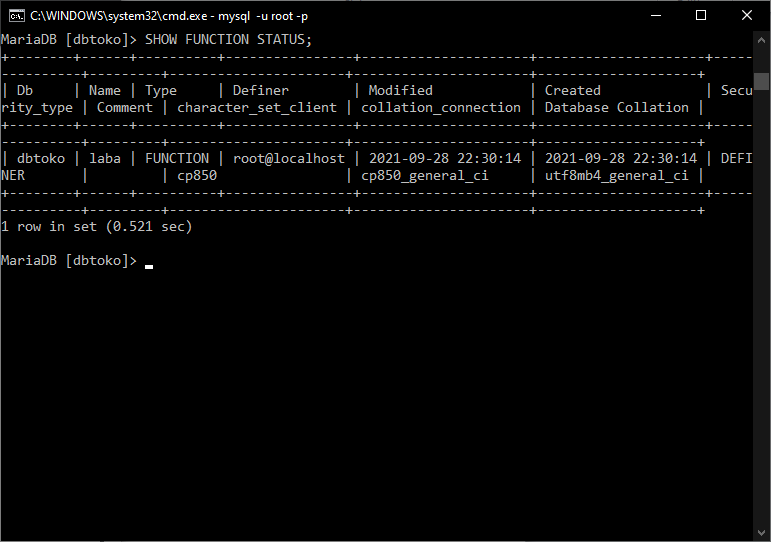 C:\WINDOWS\system32\cmd.exe - mysql -u root -p
MariaDB [dbtoko]> SHOW FUNCTION STATUS;
+--------+------+----------+----------------+---------------------+---------------------+-----
----------+---------+----------------------+----------------------+--------------------+
| Db     | Name | Type     | Definer        | Modified            | Created             | Secu
rity_type | Comment | character_set_client | collation_connection | Database Collation |
+--------+------+----------+----------------+---------------------+---------------------+-----
----------+---------+----------------------+----------------------+--------------------+
| dbtoko | laba | FUNCTION | root@localhost | 2021-09-28 22:30:14 | 2021-09-28 22:30:14 | DEFI
NER       |         | cp850                | cp850_general_ci     | utf8mb4_general_ci |
+--------+------+----------+----------------+---------------------+---------------------+-----
----------+---------+----------------------+----------------------+--------------------+
1 row in set (0.521 sec)
MariaDB [dbtoko]>